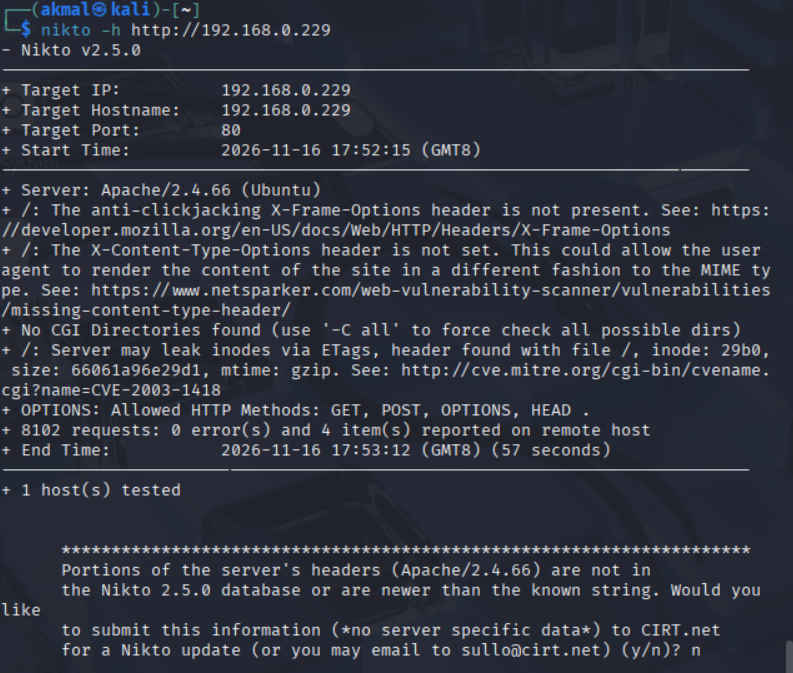 ┌──(akmal㉿kali)-[~]
└─$ nikto -h http://192.168.0.229
- Nikto v2.5.0
+ Target IP:          192.168.0.229
+ Target Hostname:    192.168.0.229
+ Target Port:        80
+ Start Time:         2026-11-16 17:52:15 (GMT8)
+ Server: Apache/2.4.66 (Ubuntu)
+ /: The anti-clickjacking X-Frame-Options header is not present. See: https:
//developer.mozilla.org/en-US/docs/Web/HTTP/Headers/X-Frame-Options
+ /: The X-Content-Type-Options header is not set. This could allow the user
agent to render the content of the site in a different fashion to the MIME ty
pe. See: https://www.netsparker.com/web-vulnerability-scanner/vulnerabilities
/missing-content-type-header/
+ No CGI Directories found (use '-C all' to force check all possible dirs)
+ /: Server may leak inodes via ETags, header found with file /, inode: 29b0,
 size: 66061a96e29d1, mtime: gzip. See: http://cve.mitre.org/cgi-bin/cvename.
cgi?name=CVE-2003-1418
+ OPTIONS: Allowed HTTP Methods: GET, POST, OPTIONS, HEAD .
+ 8102 requests: 0 error(s) and 4 item(s) reported on remote host
+ End Time:           2026-11-16 17:53:12 (GMT8) (57 seconds)
+ 1 host(s) tested
*********************************************************************
Portions of the server's headers (Apache/2.4.66) are not in
the Nikto 2.5.0 database or are newer than the known string. Would you
like
to submit this information (*no server specific data*) to CIRT.net
for a Nikto update (or you may email to sullo@cirt.net) (y/n)? n